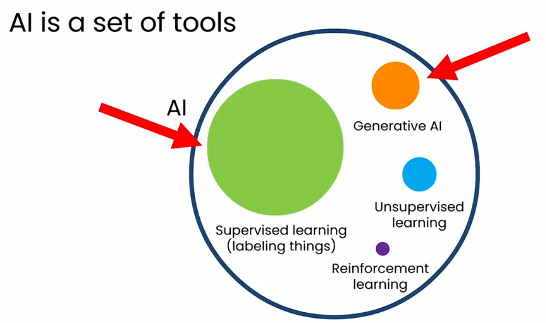 AI is a set of tools
AI
Generative AI
Unsupervised
learning
Supervised learning
(labeling things)
Reinforcement
learning